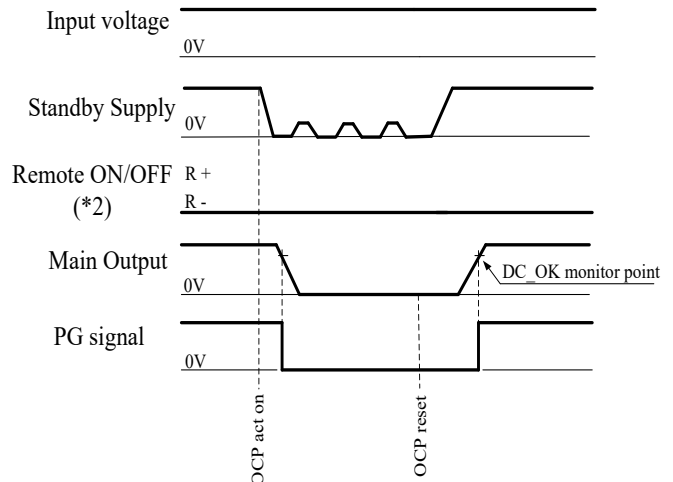 Input voltage
0V
Standby Supply
0V
Remote ON/OFF
(*2)
R +
R -
Main Output
0V
DC_OK monitor point
PG signal
0V
OCP act on
OCP reset